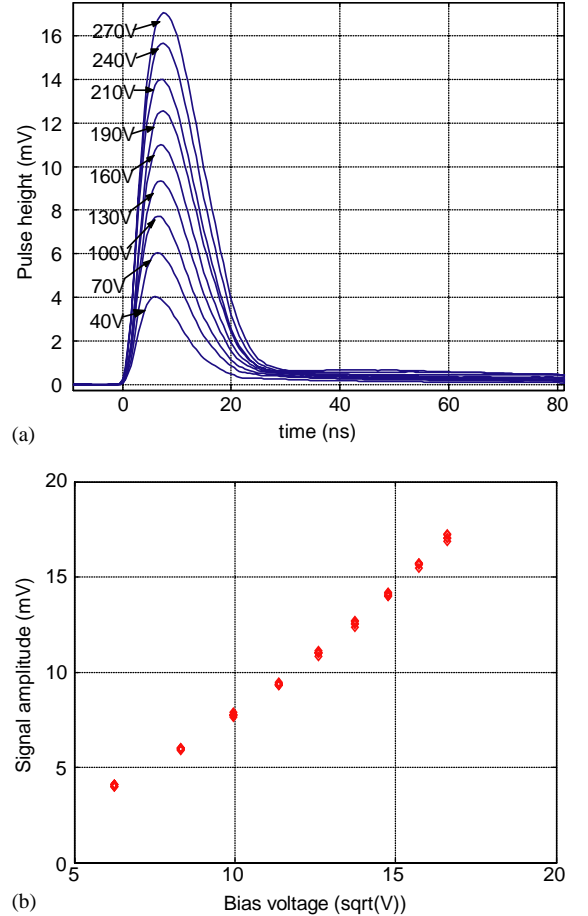 16
14
12
10
8
6
4
2
0
Pulse height (mV)
270V
240V
210V
190V
160V
130V
100V
70V
40V
0
20
40
60
80
time (ns)
(a)
20
15
10
5
0
Signal amplitude (mV)
5
10
15
20
Bias voltage (sqrt(V))
(b)